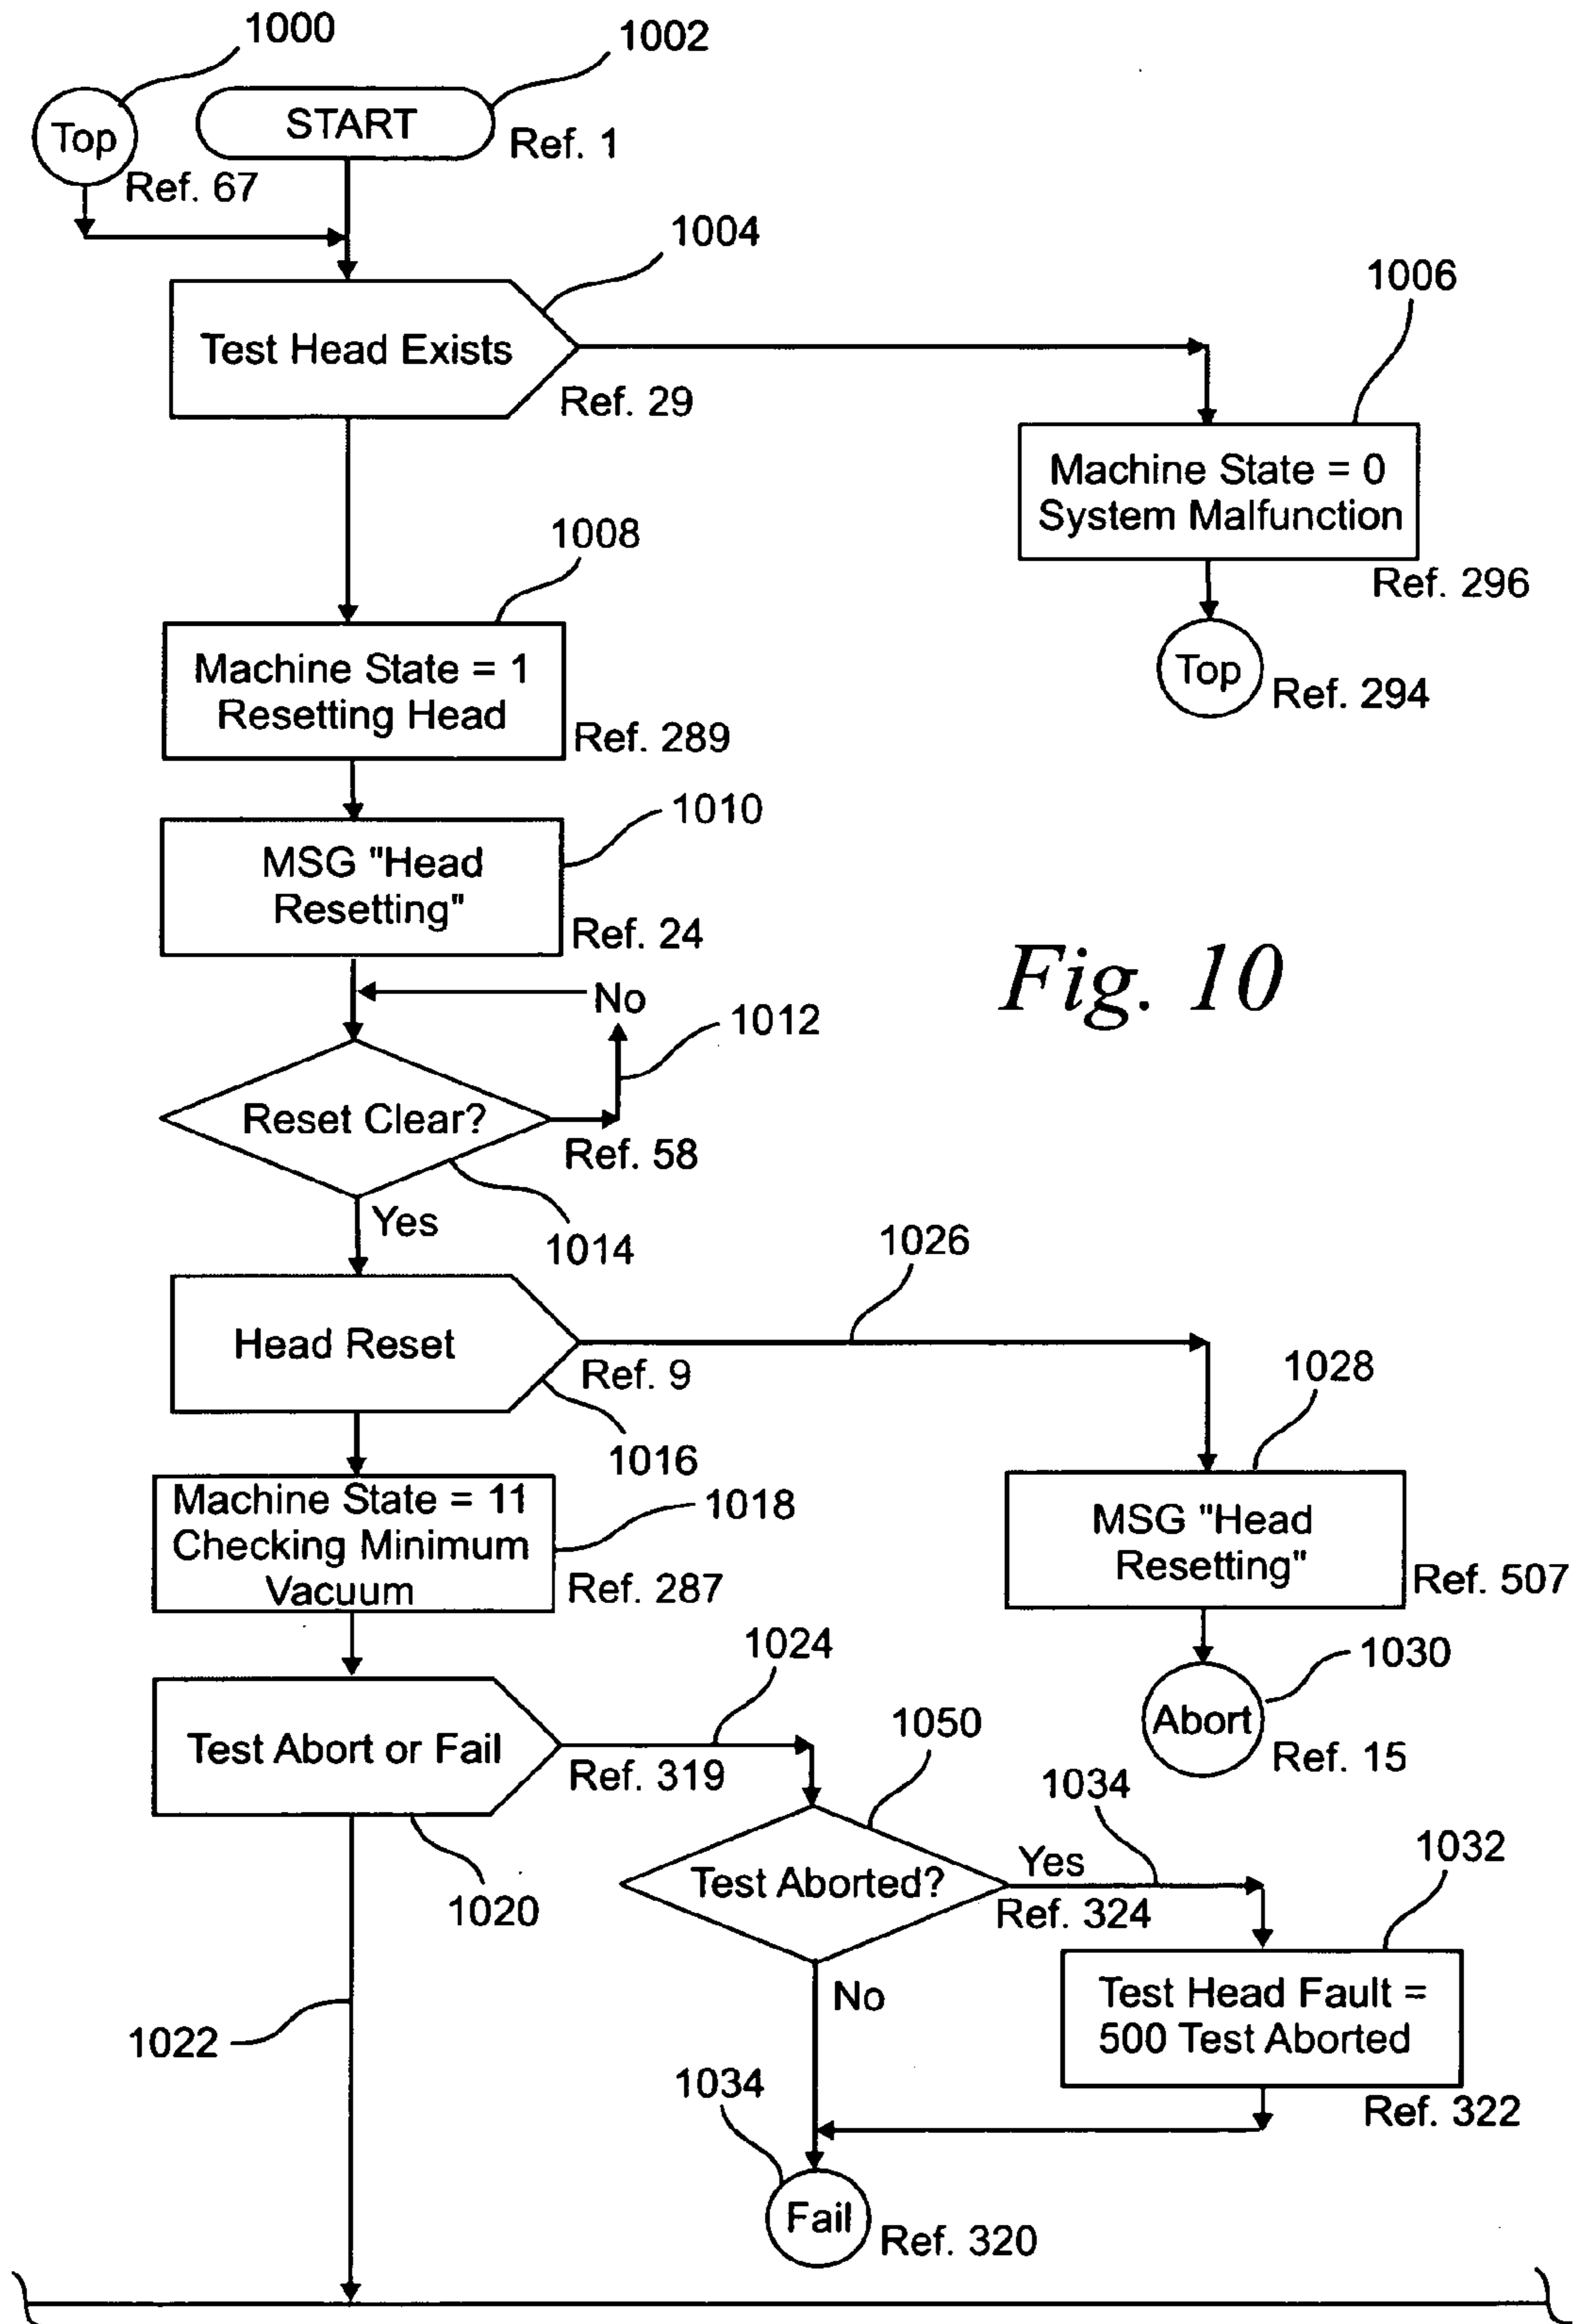 1000
1002
Top
START
Ref. 1
Ref. 67
1004
1006
Test Head Exists
Ref. 29
Machine State = 0
System Malfunction
Ref. 296
1008
Top
Ref. 294
Machine State = 1
Resetting Head
Ref. 289
1010
MSG "Head
Resetting"
Ref. 24
Fig. 10
No
1012
Reset Clear?
Ref. 58
Yes
1014
1026
Head Reset
Ref. 9
1028
1016
Machine State = 11
Checking Minimum
Vacuum
1018
Ref. 287
MSG "Head
Resetting"
Ref. 507
1024
1030
Test Abort or Fail
Ref. 319
1050
Abort
Ref. 15
1034
1020
Test Aborted?
Yes
Ref. 324
1032
No
Test Head Fault =
500 Test Aborted
Ref. 322
1022
1034
Fail
Ref. 320